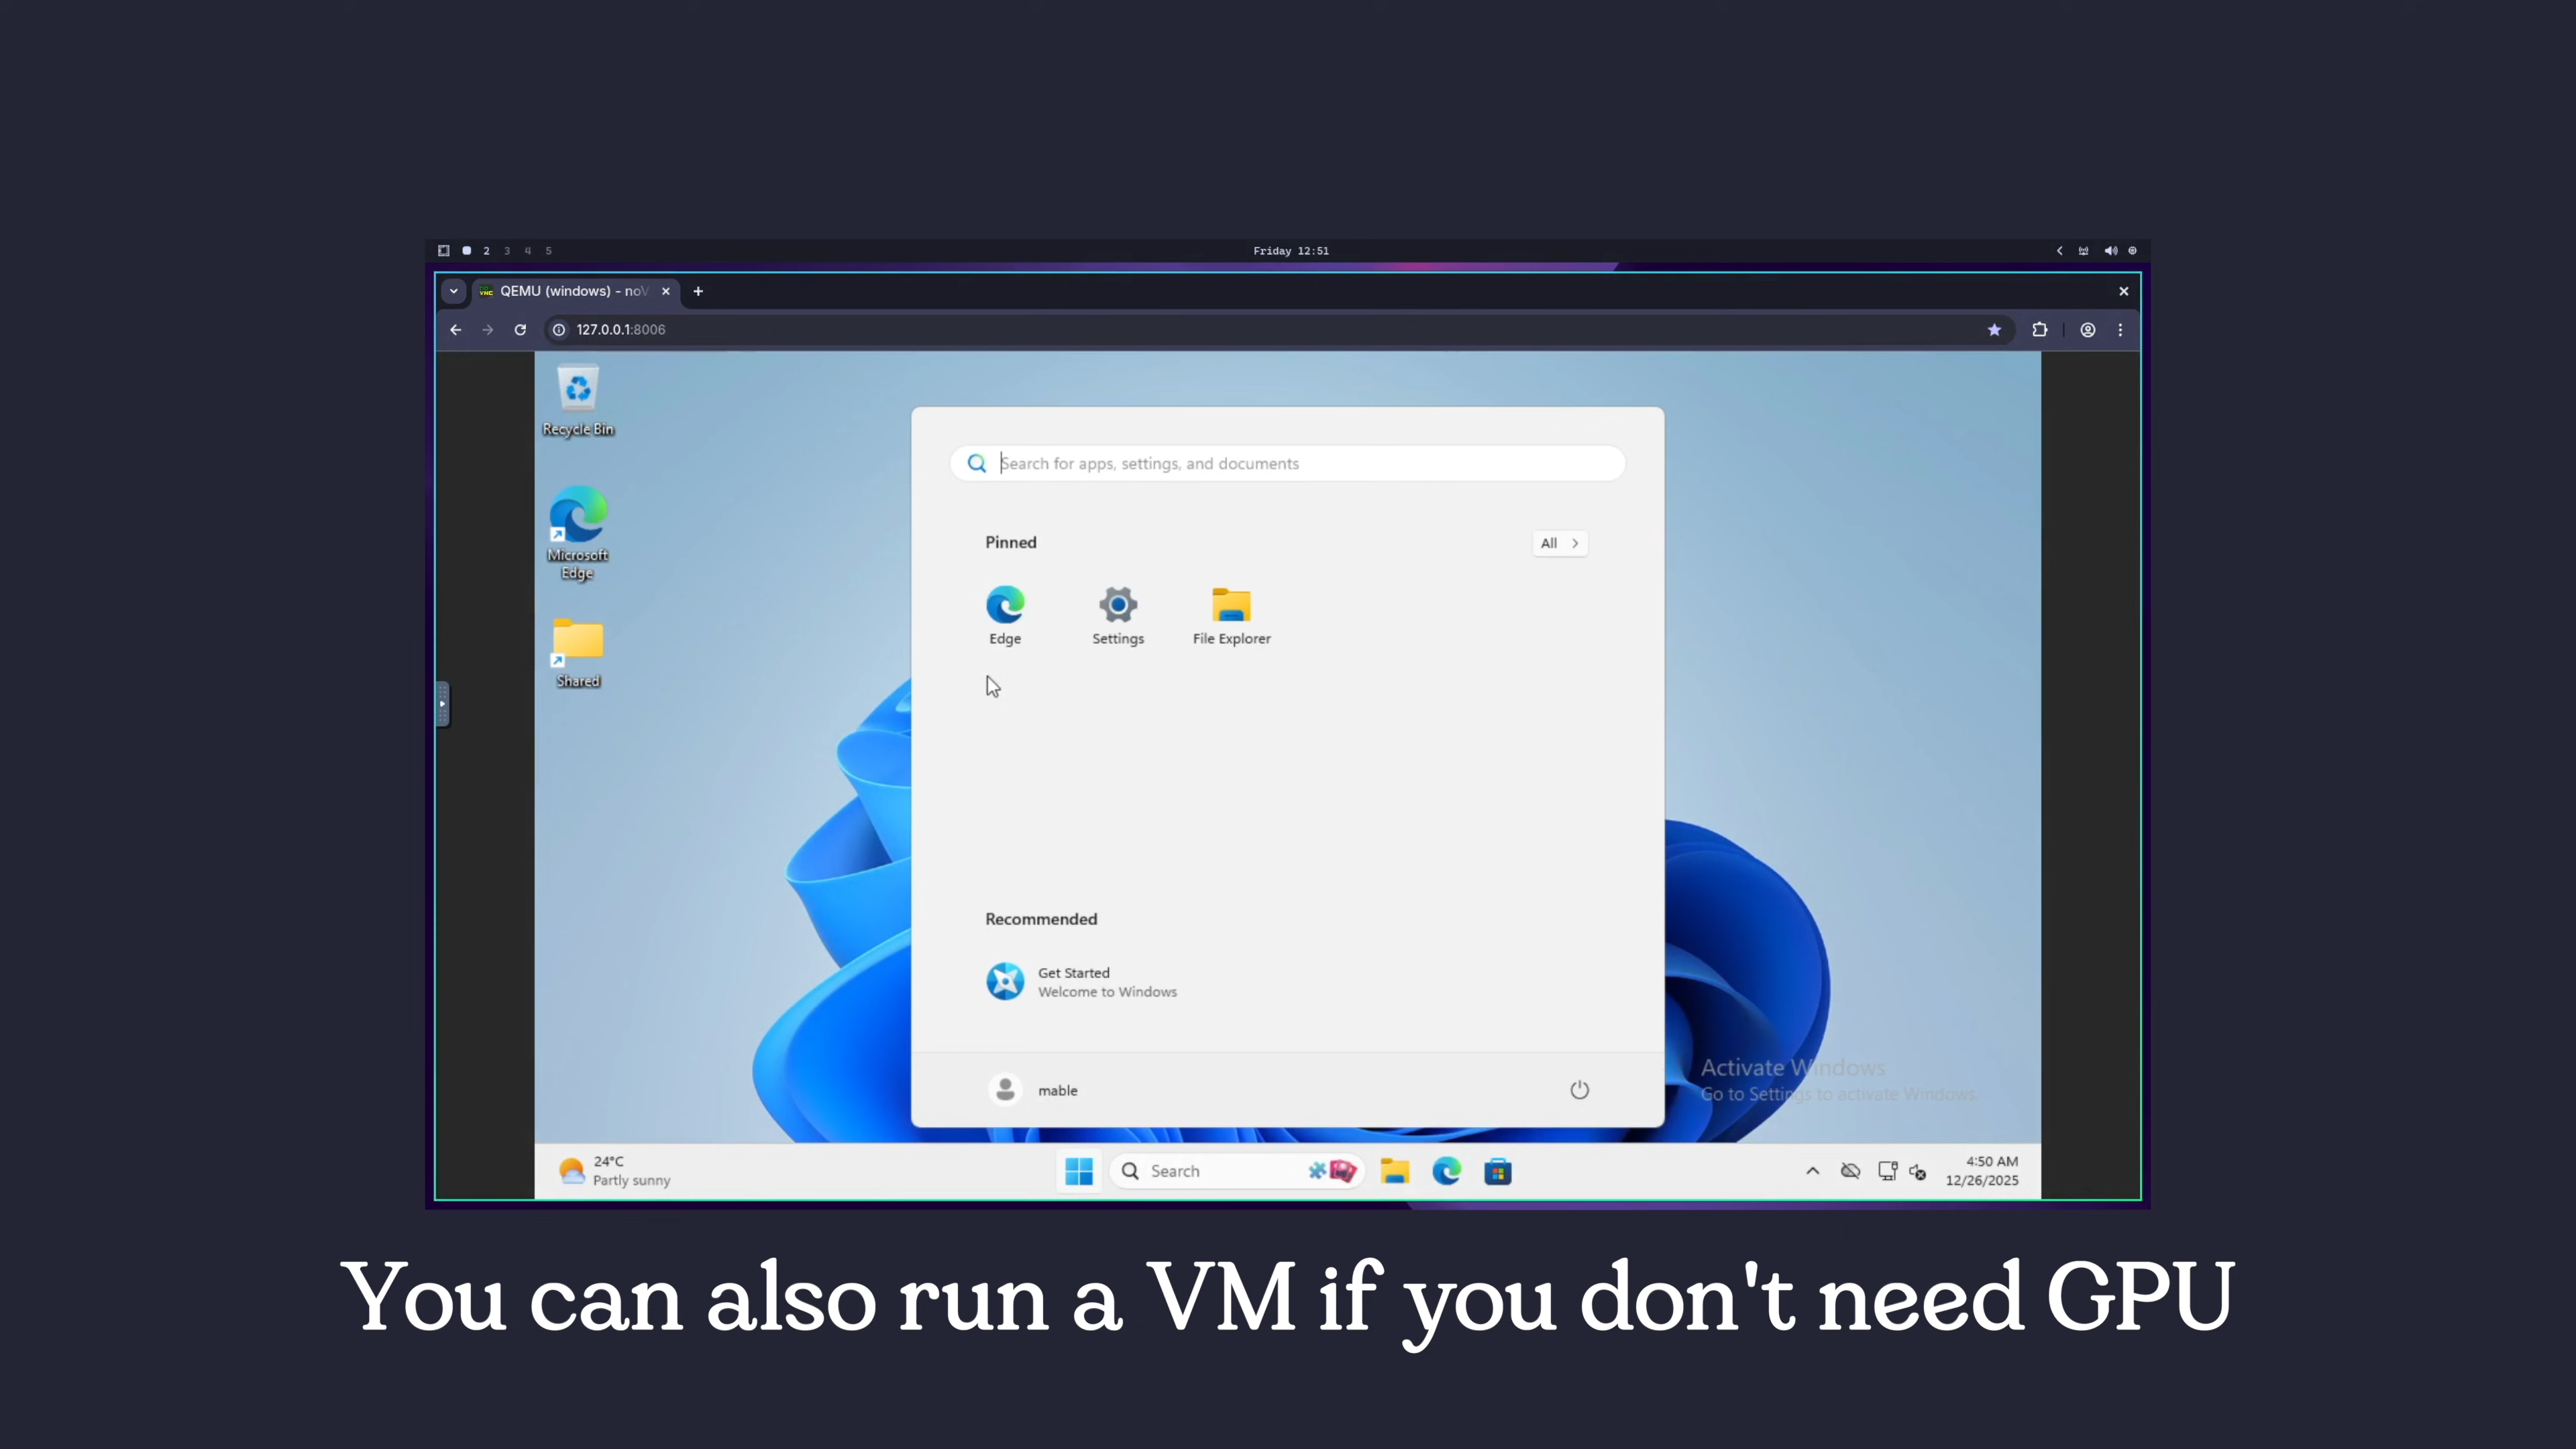 2 3 4 5
Friday 12:51
QEMU (windows) - noV
127.0.0.1:8006
Recycle Bin
Microsoft
Edge
Shared
Search for apps, settings, and documents
Pinned
All
Edge
Settings
File Explorer
Recommended
Get Started
Welcome to Windows
mable
Activate Windows
Go to Settings to activate Windows.
24°C
Partly sunny
Search
4:50 AM
12/26/2025
You can also run a VM if you don't need GPU